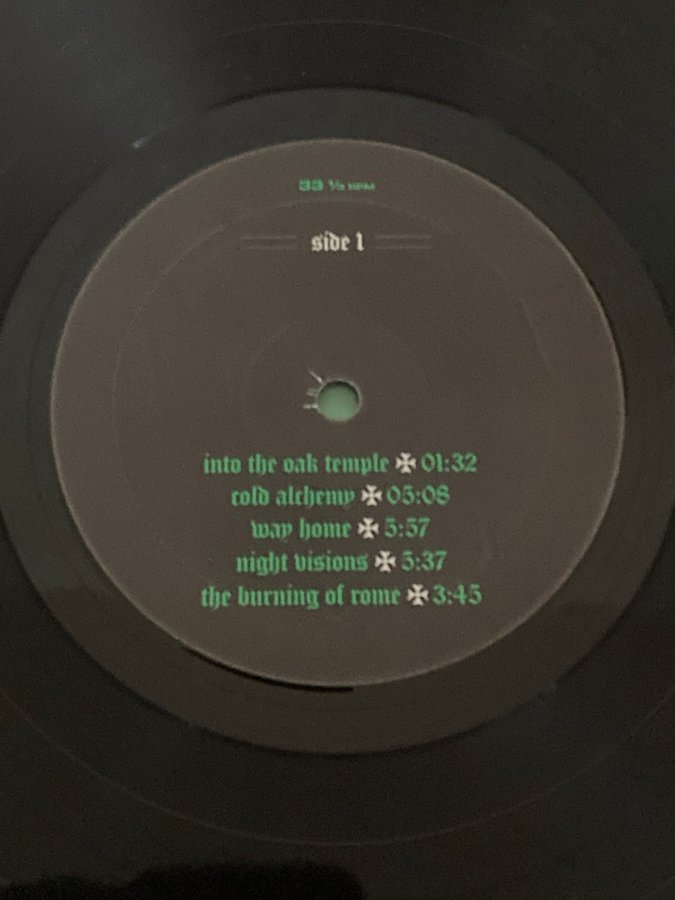 33 ⅓ RPM
side 1
into the oak temple ✠ 01:32
cold alchemy ✠ 05:08
way home ✠ 5:57
night visions ✠ 5:37
the burning of rome ✠ 3:45